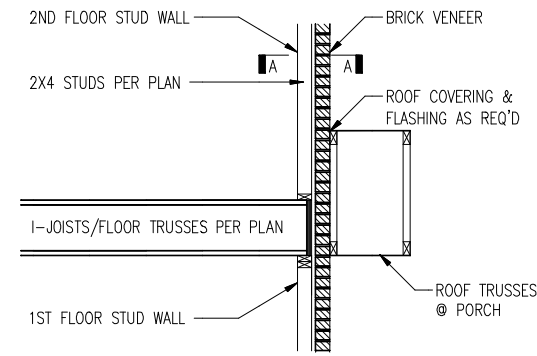 2ND FLOOR STUD WALL
BRICK VENEER
A
A
2X4 STUDS PER PLAN
ROOF COVERING &
FLASHING AS REQ'D
I-JOISTS/FLOOR TRUSSES PER PLAN
ROOF TRUSSES
@ PORCH
1ST FLOOR STUD WALL